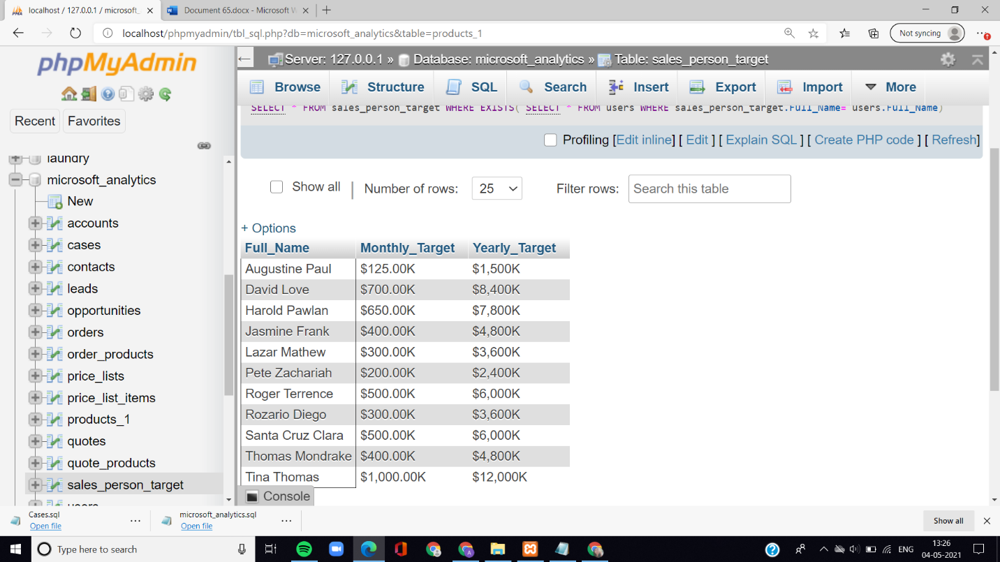 localhost / 127.0.0.1 / microsoft_
Document 65.docx - Microsoft W
localhost/phpmyadmin/tbl_sql.php?db=microsoft_analytics&table=products_1
Not syncing
phpMyAdmin
Recent
Favorites
laundry
microsoft_analytics
New
accounts
cases
contacts
leads
opportunities
orders
order_products
price_lists
price_list_items
products_1
quotes
quote_products
sales_person_target
users
Server: 127.0.0.1 » Database: microsoft_analytics » Table: sales_person_target
Browse Structure SQL Search Insert Export Import More
SELECT * FROM sales_person_target WHERE EXISTS( SELECT * FROM users WHERE sales_person_target.Full_Name= users.Full_Name)
Profiling [Edit inline] [ Edit ] [ Explain SQL ] [ Create PHP code ] [ Refresh]
Show all | Number of rows: 25 Filter rows: Search this table
+ Options
Full_Name Monthly_Target Yearly_Target
Augustine Paul $125.00K $1,500K
David Love $700.00K $8,400K
Harold Pawlan $650.00K $7,800K
Jasmine Frank $400.00K $4,800K
Lazar Mathew $300.00K $3,600K
Pete Zachariah $200.00K $2,400K
Roger Terrence $500.00K $6,000K
Rozario Diego $300.00K $3,600K
Santa Cruz Clara $500.00K $6,000K
Thomas Mondrake $400.00K $4,800K
Tina Thomas $1,000.00K $12,000K
Console
Cases.sql
Open file
microsoft_analytics.sql
Open file
Show all
Type here to search
ENG
13:26
04-05-2021